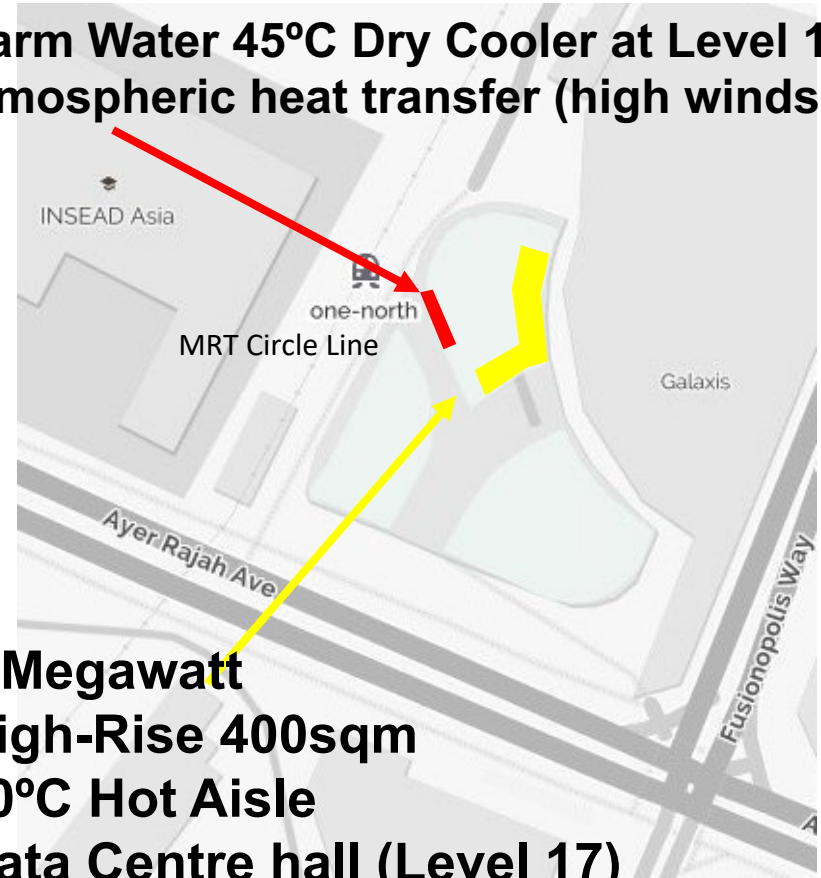 arm Water 45ºC Dry Cooler at Level 1
mospheric heat transfer (high winds
INSEAD Asia
one-north
MRT Circle Line
Galaxis
Ayer Rajah Ave
Fusionopolis Way
Megawatt
igh-Rise 400sqm
0ºC Hot Aisle
ata Centre hall (Level 17)
A